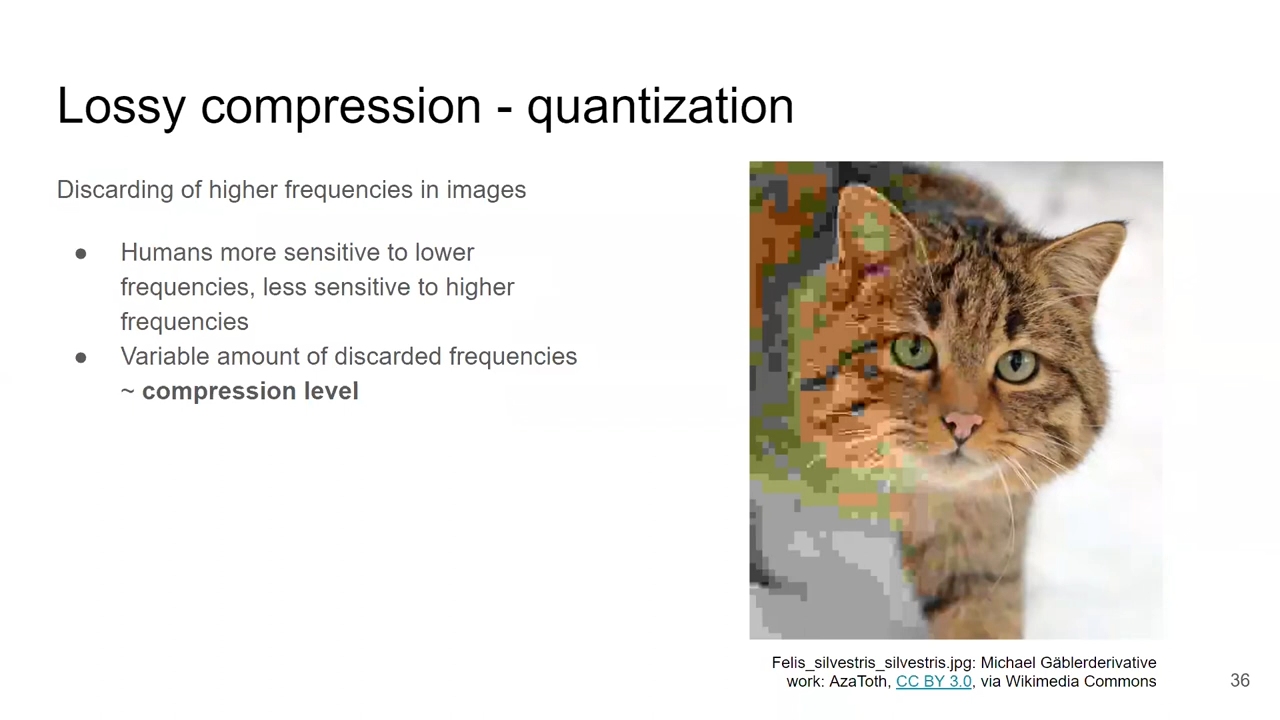 Lossy compression - quantization
Discarding of higher frequencies in images
● Humans more sensitive to lower
frequencies, less sensitive to higher
frequencies
● Variable amount of discarded frequencies
~ compression level
Felis_silvestris_silvestris.jpg: Michael Gäblerderivative
work: AzaToth, CC BY 3.0, via Wikimedia Commons
36